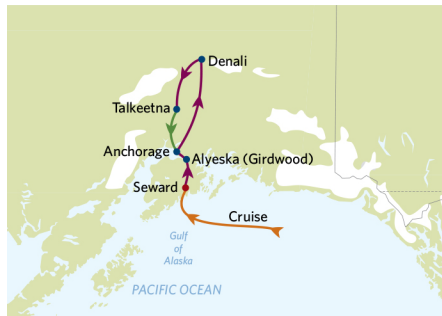 Denali
Talkeetna
Anchorage
Alyeska (Girdwood)
Seward
Cruise
Gulf
of
Alaska
PACIFIC OCEAN